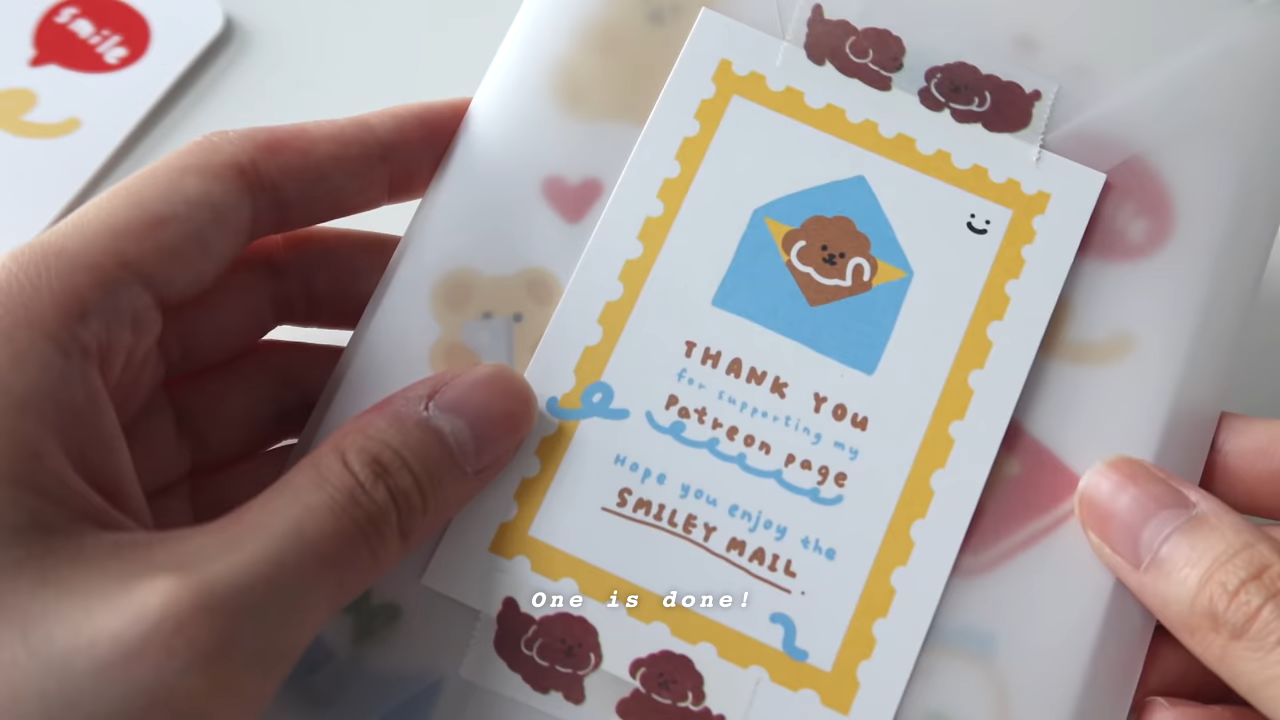 smile
THANK YOU
for supporting my
Patreon page
Hope you enjoy the
SMILEY MAIL.
One is done!